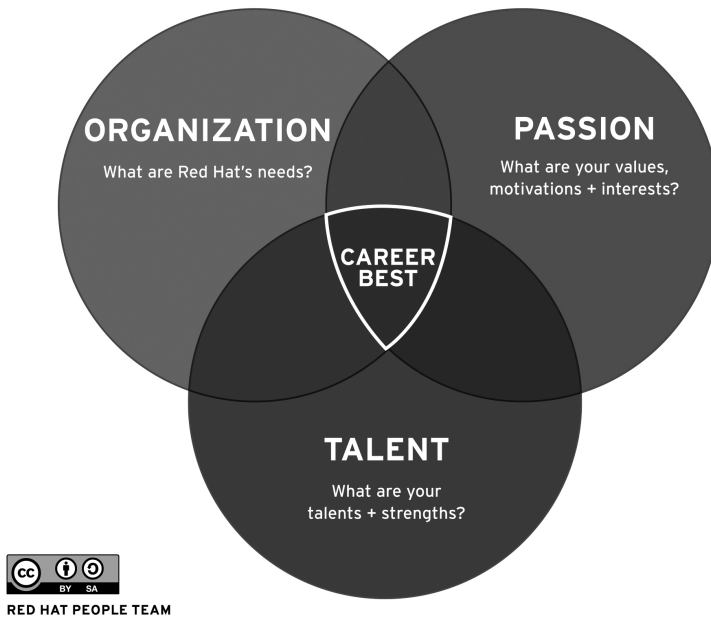 ORGANIZATION
What are Red Hat's needs?
PASSION
What are your values,
motivations + interests?
CAREER
BEST
TALENT
What are your
talents + strengths?
cc
BY SA
RED HAT PEOPLE TEAM